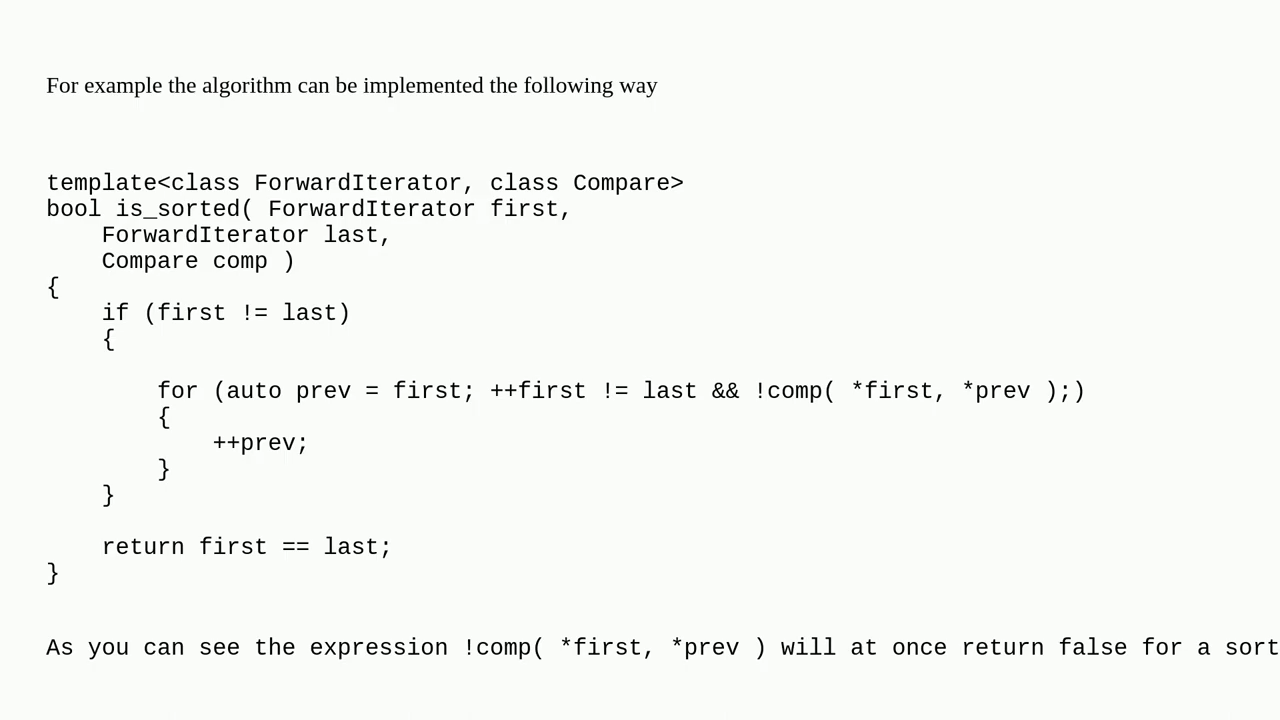 For example the algorithm can be implemented the following way
template<class ForwardIterator, class Compare>
bool is_sorted( ForwardIterator first,
    ForwardIterator last,
    Compare comp )
{
    if (first != last)
    {
        for (auto prev = first; ++first != last && !comp( *first, *prev );)
        {
            ++prev;
        }
    }
    return first == last;
}
As you can see the expression !comp( *first, *prev ) will at once return false for a sort